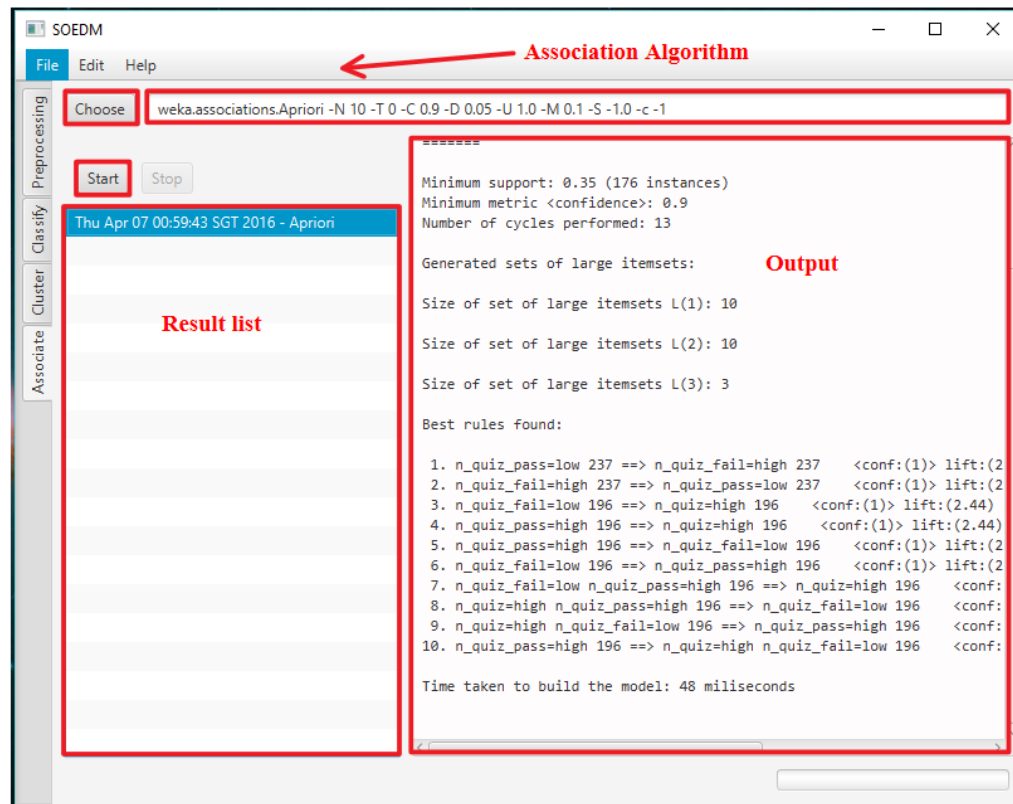 SOEDM
File Edit Help
Association Algorithm
Preprocessing
Classify
Cluster
Associate
Choose
weka.associations.Apriori -N 10 -T 0 -C 0.9 -D 0.05 -U 1.0 -M 0.1 -S -1.0 -c -1
Start Stop
Thu Apr 07 00:59:43 SGT 2016 - Apriori
Result list
=======
Minimum support: 0.35 (176 instances)
Minimum metric <confidence>: 0.9
Number of cycles performed: 13
Generated sets of large itemsets:
Output
Size of set of large itemsets L(1): 10
Size of set of large itemsets L(2): 10
Size of set of large itemsets L(3): 3
Best rules found:
1. n_quiz_pass=low 237 ==> n_quiz_fail=high 237 <conf:(1)> lift:(2
2. n_quiz_fail=high 237 ==> n_quiz_pass=low 237 <conf:(1)> lift:(2
3. n_quiz_fail=low 196 ==> n_quiz=high 196 <conf:(1)> lift:(2.44)
4. n_quiz_pass=high 196 ==> n_quiz=high 196 <conf:(1)> lift:(2.44)
5. n_quiz_pass=high 196 ==> n_quiz_fail=low 196 <conf:(1)> lift:(2
6. n_quiz_fail=low 196 ==> n_quiz_pass=high 196 <conf:(1)> lift:(2
7. n_quiz_fail=low n_quiz_pass=high 196 ==> n_quiz=high 196 <conf:
8. n_quiz=high n_quiz_pass=high 196 ==> n_quiz_fail=low 196 <conf:
9. n_quiz=high n_quiz_fail=low 196 ==> n_quiz_pass=high 196 <conf:
10. n_quiz_pass=high 196 ==> n_quiz=high n_quiz_fail=low 196 <conf:
Time taken to build the model: 48 miliseconds